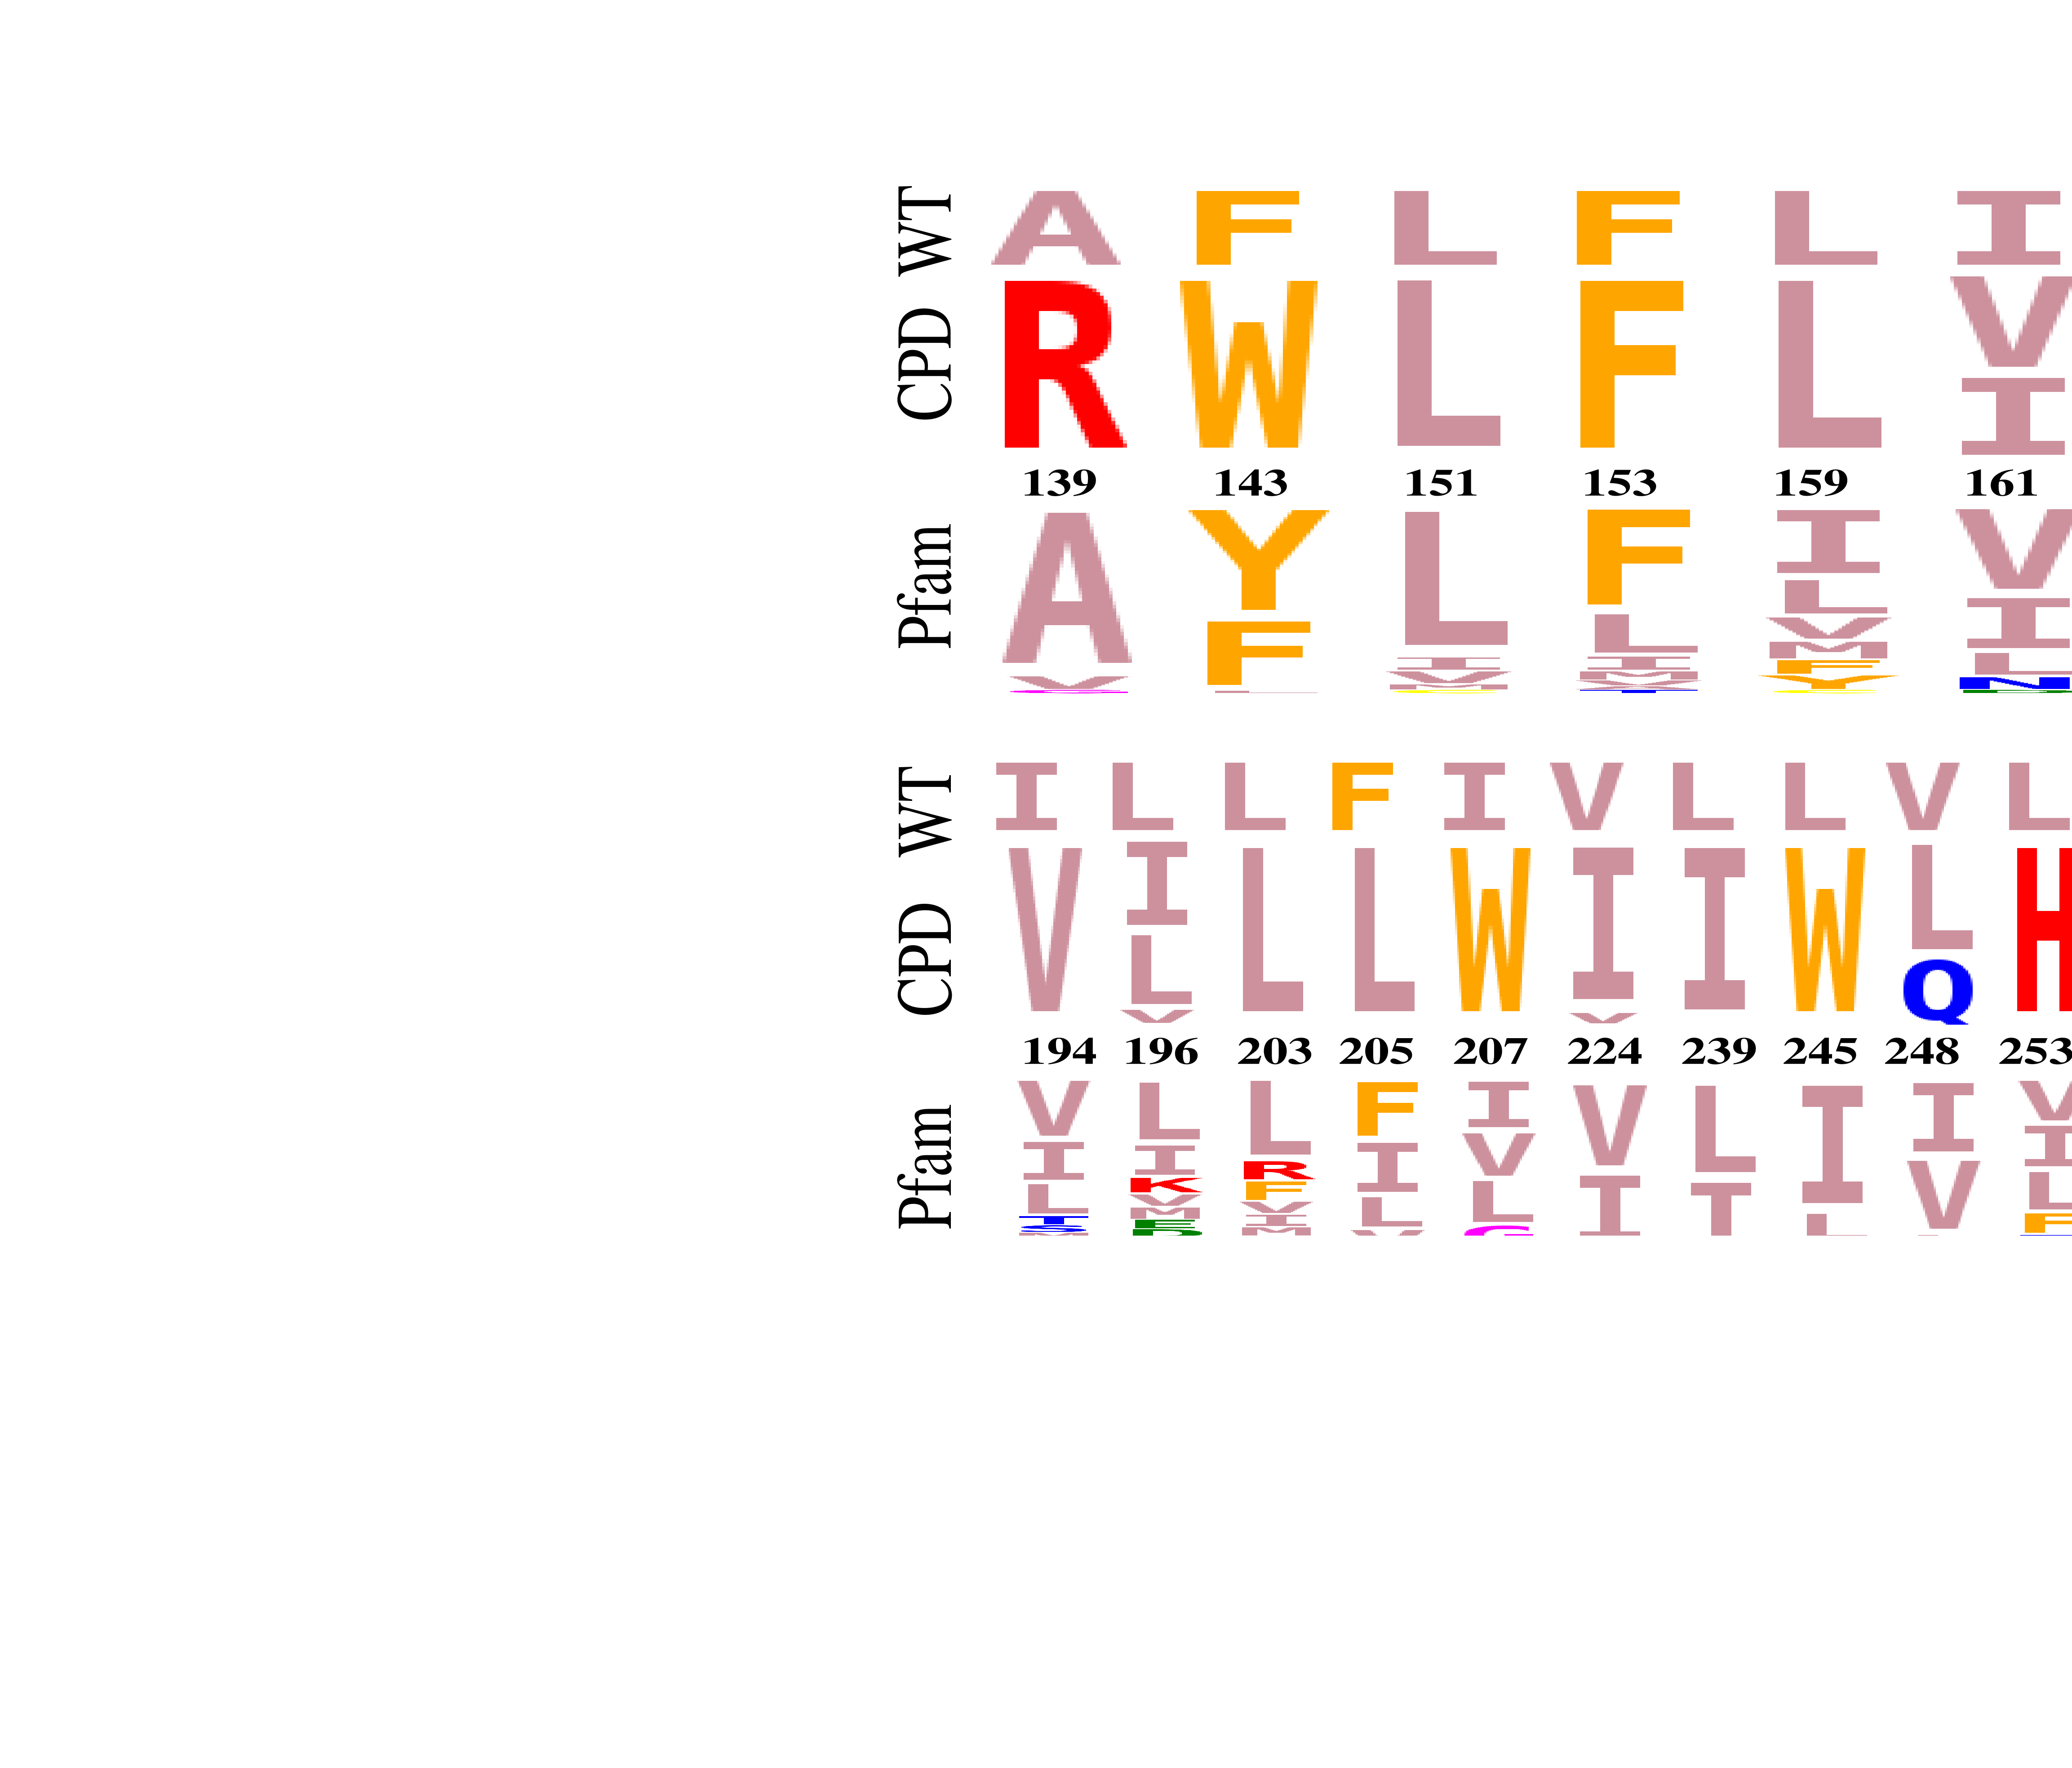 WT A F L F L I
CPD R W L F L V
I
139 143 151 153 159 161
Pfam A Y L F I V
V F I L L I
V I V L
M M M N
F
Y
WT I L L F I V L L V L
CPD V I L L W I I W L H
L V Q
V
194 196 203 205 207 224 239 245 248 253
Pfam V L L F I V L I I V
I I R I V I T L V I
L K F L L L
T V V V G F
S M I
M E M
D